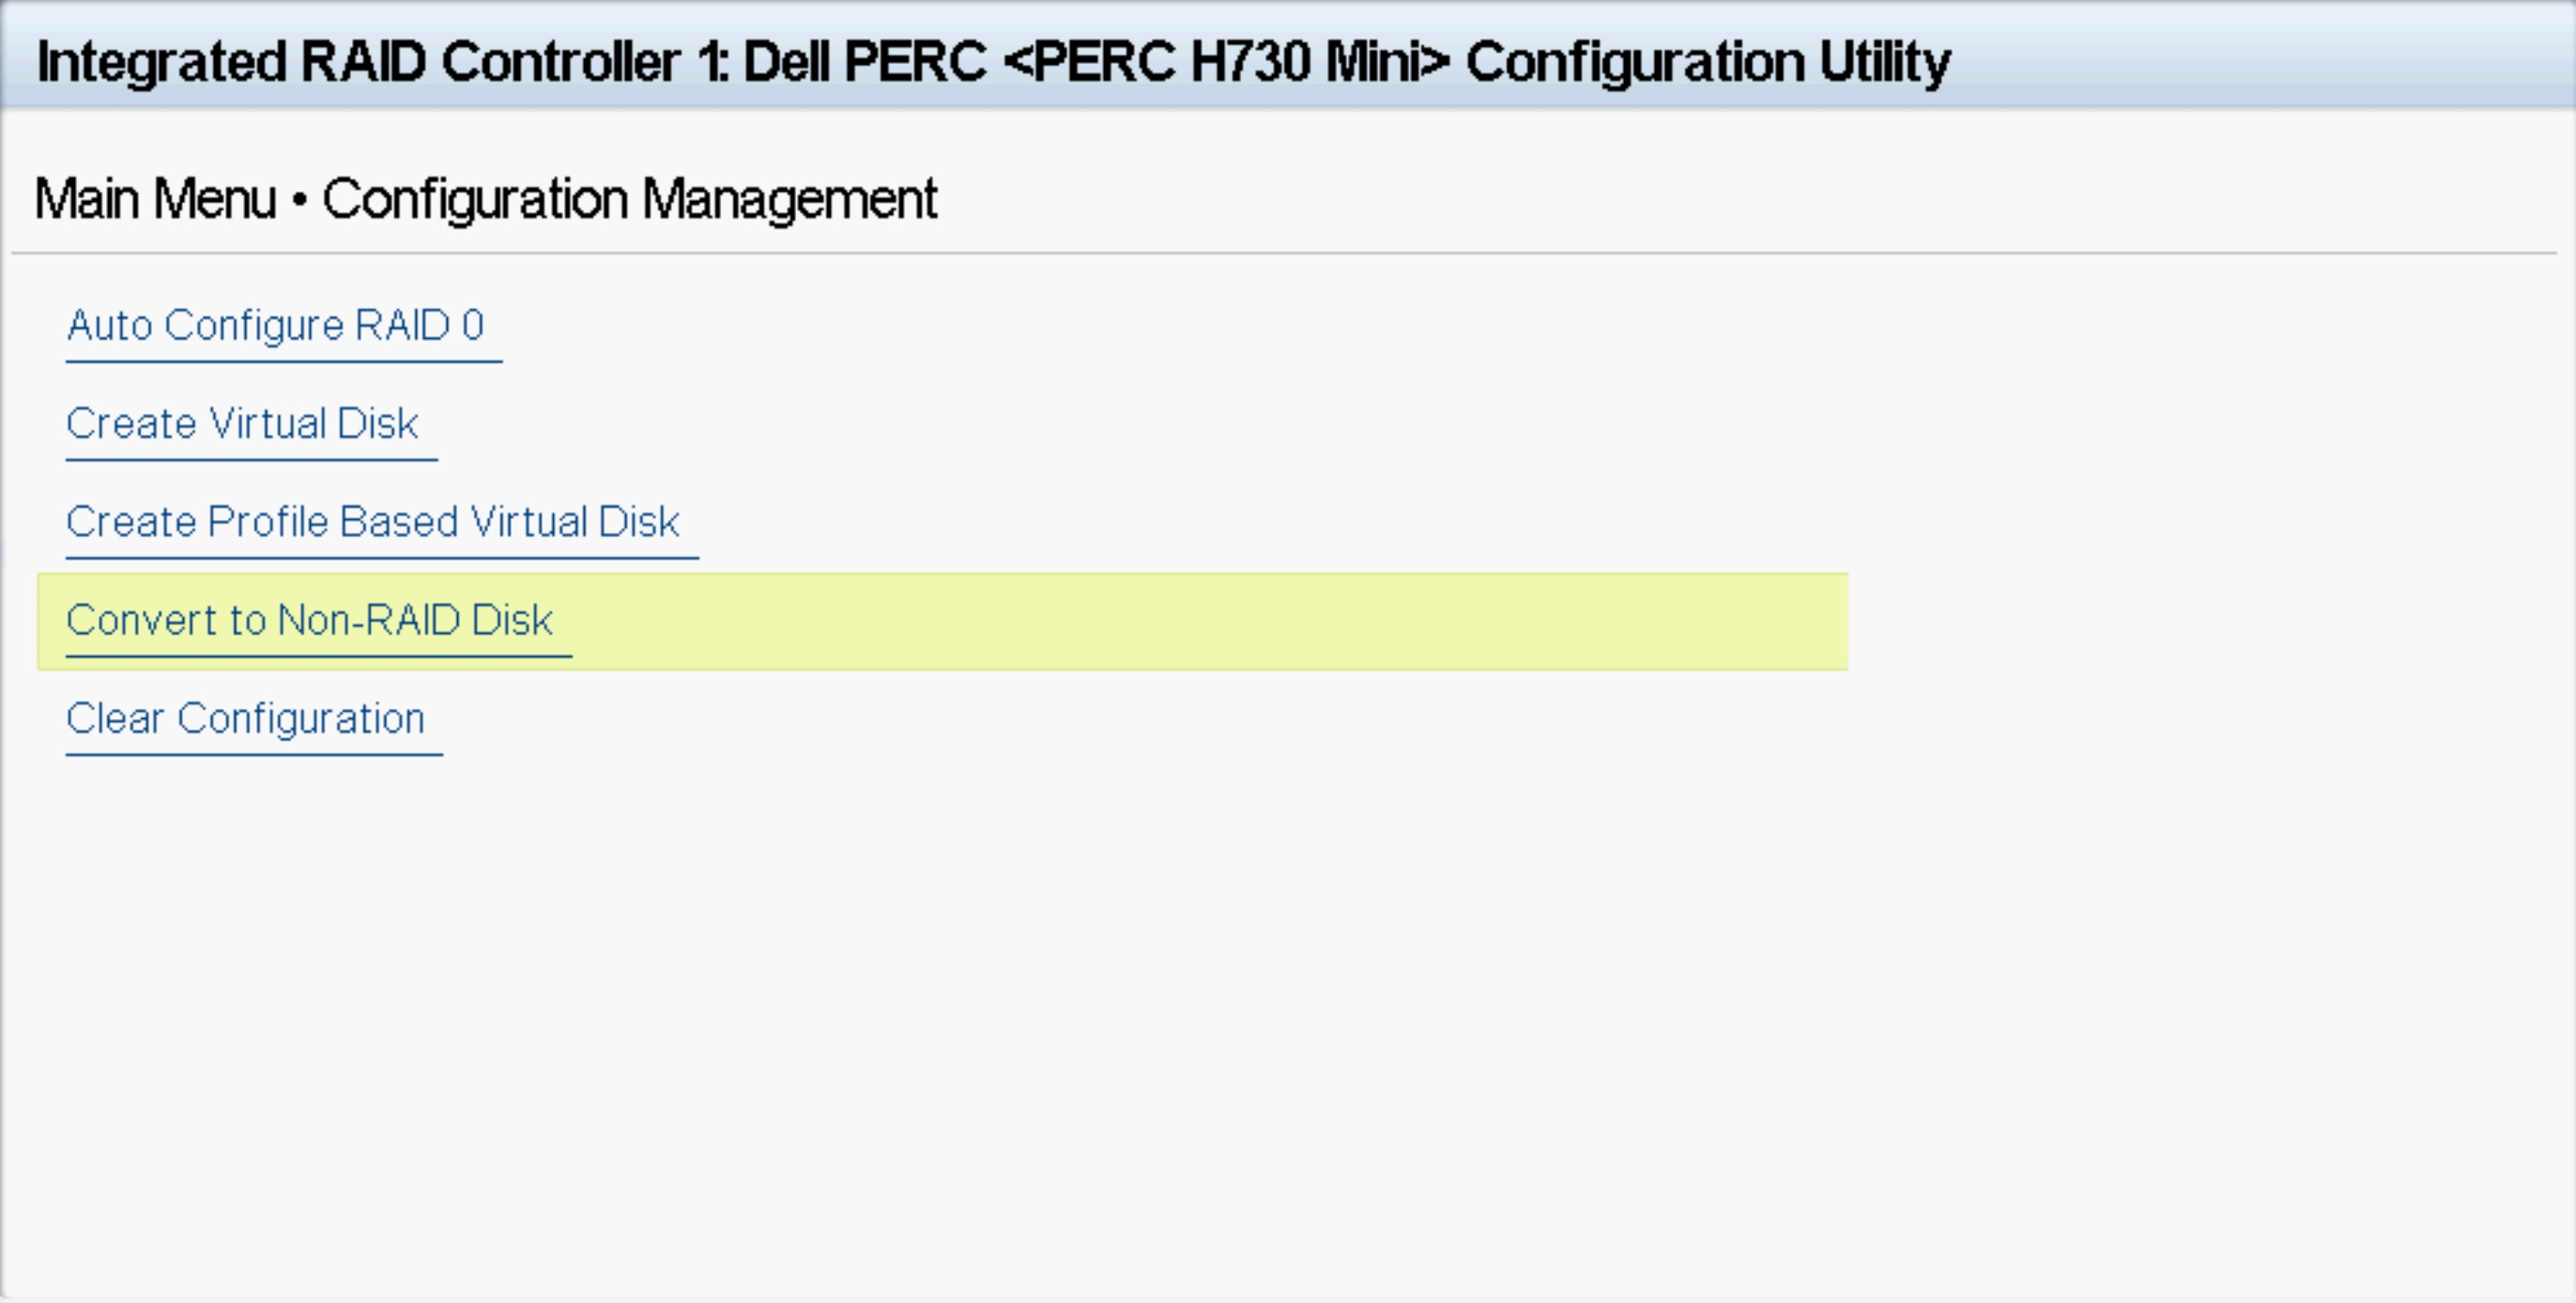 Integrated RAID Controller 1: Dell PERC <PERC H730 Mini> Configuration Utility
Main Menu • Configuration Management
Auto Configure RAID 0
Create Virtual Disk
Create Profile Based Virtual Disk
Convert to Non-RAID Disk
Clear Configuration